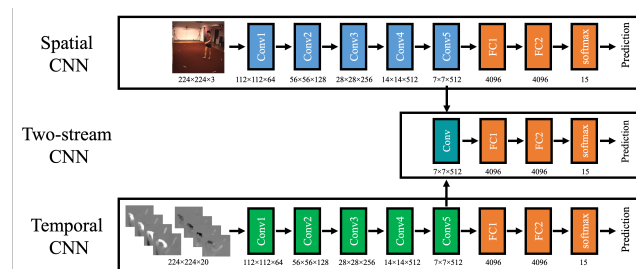 Spatial
CNN
Conv1
Conv2
Conv3
Conv4
Conv5
FC1
FC2
softmax
Prediction
224×224×3
112×112×64
56×56×128
28×28×256
14×14×512
7×7×512
4096
4096
15
Two-stream
CNN
Conv
FC1
FC2
softmax
Prediction
7×7×512
4096
4096
15
Temporal
CNN
Conv1
Conv2
Conv3
Conv4
Conv5
FC1
FC2
softmax
Prediction
224×224×20
112×112×64
56×56×128
28×28×256
14×14×512
7×7×512
4096
4096
15